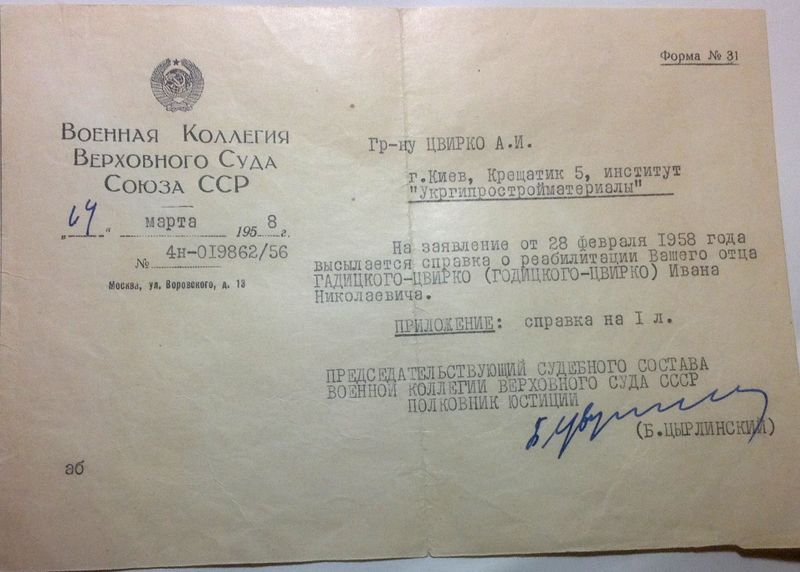 Форма № 31
ВОЕННАЯ КОЛЛЕГИЯ
ВЕРХОВНОГО СУДА
СОЮЗА ССР
„ “ марта 1958 г.
№ 4н-019862/56
Москва, ул. Воровского, д. 13
Гр-ну ЦВИРКО А.И.
г.Киев, Крещатик 5, институт
"Укргипростройматериалы"
На заявление от 28 февраля 1958 года
высылается справка о реабилитации Вашего отца
ГАДИЦКОГО-ЦВИРКО (ГОДИЦКОГО-ЦВИРКО) Ивана
Николаевича.
ПРИЛОЖЕНИЕ: справка на I л.
ПРЕДСЕДАТЕЛЬСТВУЮЩИЙ СУДЕБНОГО СОСТАВА
ВОЕННОЙ КОЛЛЕГИИ ВЕРХОВНОГО СУДА СССР
ПОЛКОВНИК ЮСТИЦИИ
(Б.ЦЫРЛИНСКИЙ)
аб